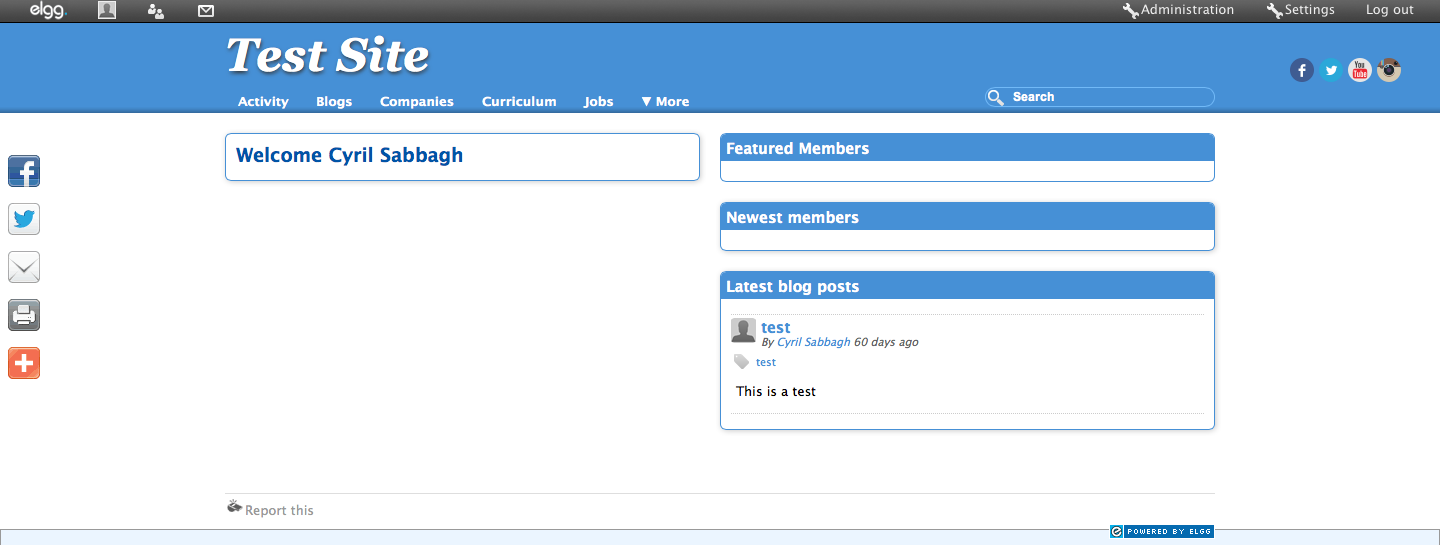 elgg.
Administration
Settings
Log out
Test Site
Activity
Blogs
Companies
Curriculum
Jobs
▼ More
Search
You
Tube
Welcome Cyril Sabbagh
Featured Members
Newest members
Latest blog posts
test
By Cyril Sabbagh 60 days ago
test
This is a test
Report this
POWERED BY ELGG